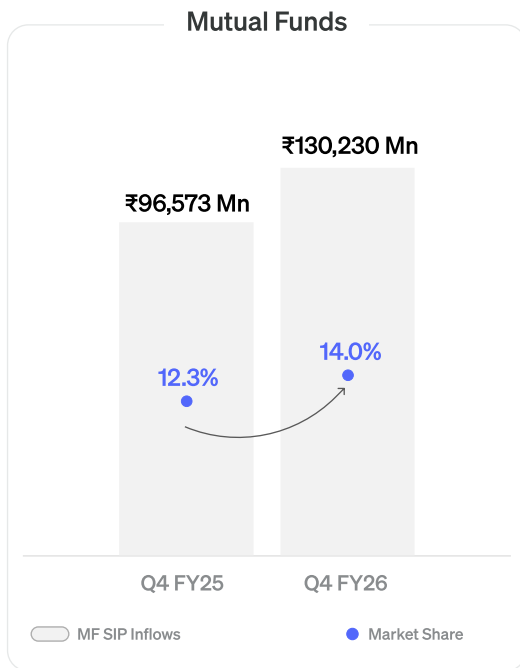 Mutual Funds
₹130,230 Mn
₹96,573 Mn
14.0%
12.3%
Q4 FY25 Q4 FY26
MF SIP Inflows Market Share